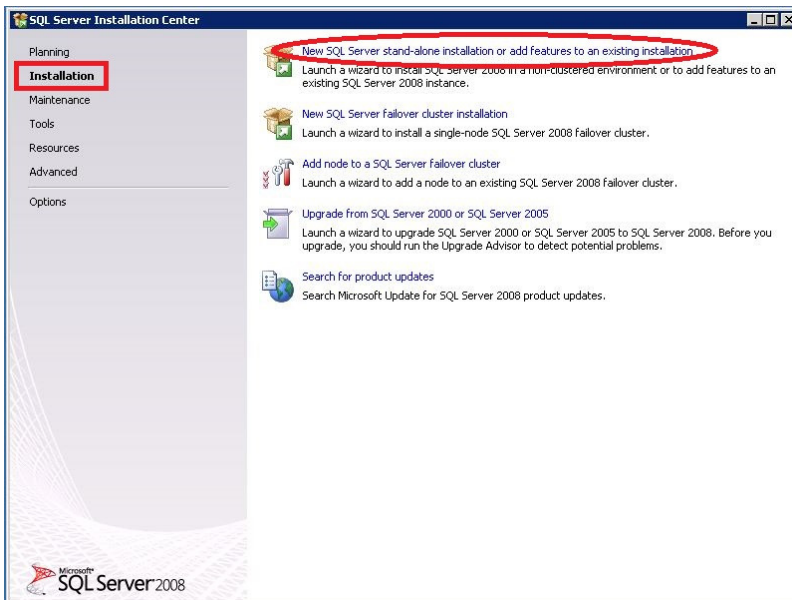 SQL Server Installation Center
Planning
Installation
Maintenance
Tools
Resources
Advanced
Options
New SQL Server stand-alone installation or add features to an existing installation
Launch a wizard to install SQL Server 2008 in a non-clustered environment or to add features to an
existing SQL Server 2008 instance.
New SQL Server failover cluster installation
Launch a wizard to install a single-node SQL Server 2008 failover cluster.
Add node to a SQL Server failover cluster
Launch a wizard to add a node to an existing SQL Server 2008 failover cluster.
Upgrade from SQL Server 2000 or SQL Server 2005
Launch a wizard to upgrade SQL Server 2000 or SQL Server 2005 to SQL Server 2008. Before you
upgrade, you should run the Upgrade Advisor to detect potential problems.
Search for product updates
Search Microsoft Update for SQL Server 2008 product updates.
Microsoft
SQL Server 2008